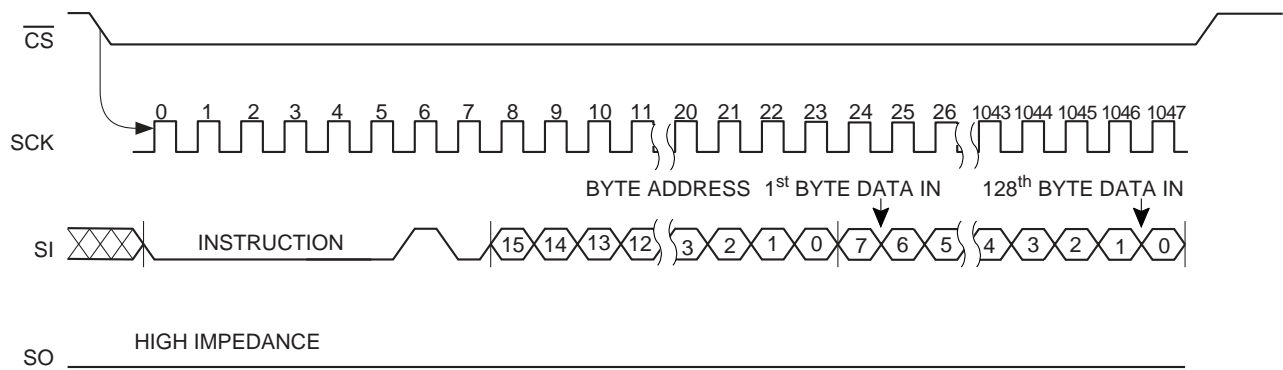 CS
0 1 2 3 4 5 6 7 8 9 10 11 20 21 22 23 24 25 26 1043 1044 1045 1046 1047
SCK
BYTE ADDRESS 1st BYTE DATA IN 128th BYTE DATA IN
SI INSTRUCTION 15 14 13 12 3 2 1 0 7 6 5 4 3 2 1 0
HIGH IMPEDANCE
SO